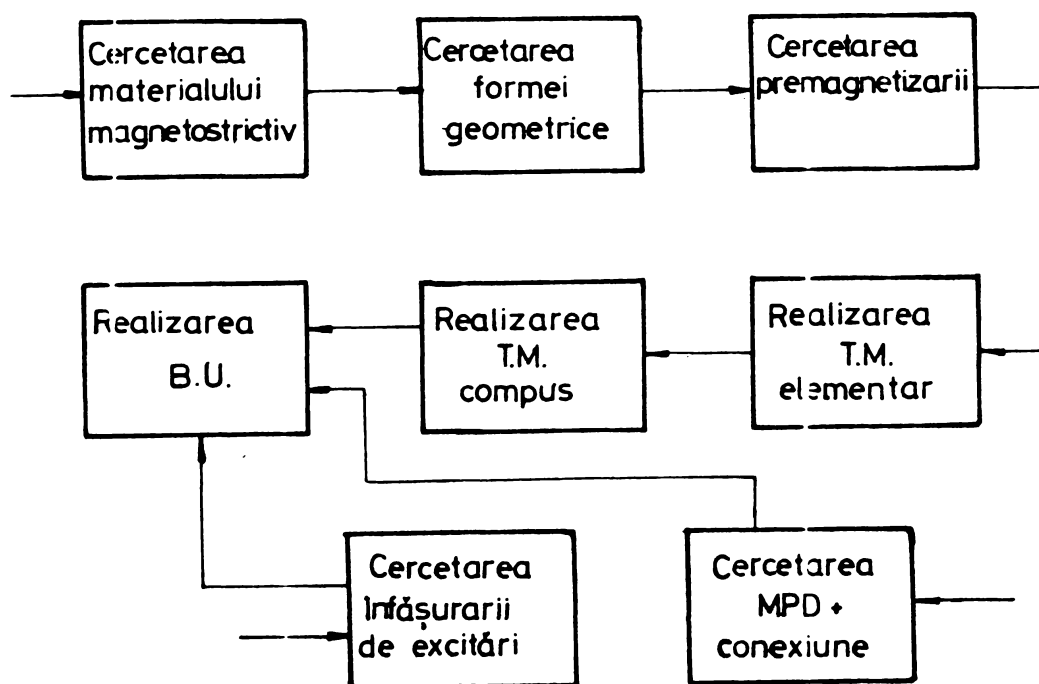 Cercetarea
materialului
magnetostrictiv
Cercetarea
formei
geometrice
Cercetarea
premagnetizarii
Realizarea
B.U.
Realizarea
T.M.
compus
Realizarea
T.M.
elementar
Cercetarea
înfășurarii
de excitări
Cercetarea
MPD +
conexiune